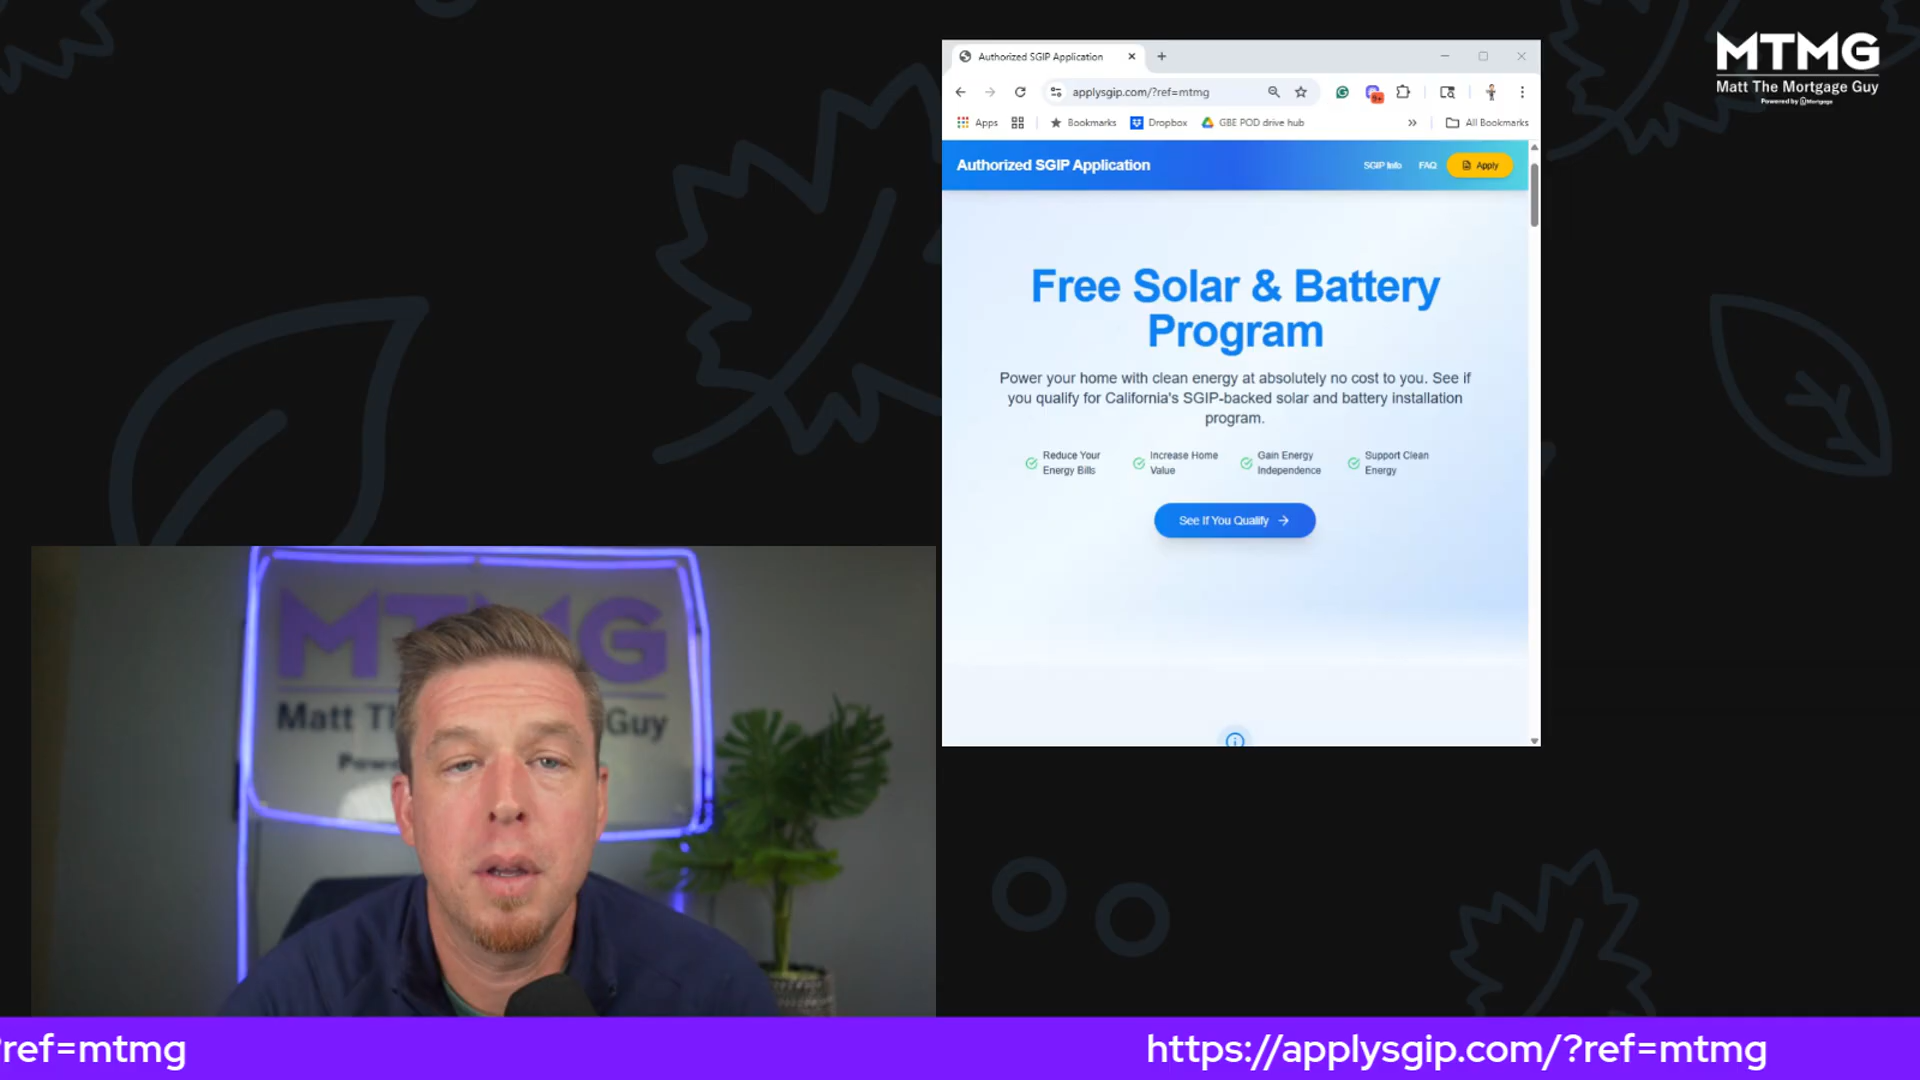 MTMG
Matt The Mortgage Guy
Authorized SGIP Application
applysgip.com/?ref=mtmg
9+
Apps
Bookmarks
Dropbox
GBE POD drive hub
»
All Bookmarks
Authorized SGIP Application
SGIP Info
FAQ
Apply
Free Solar & Battery
Program
Power your home with clean energy at absolutely no cost to you. See if
you qualify for California's SGIP-backed solar and battery installation
program.
Reduce Your
Energy Bills
Increase Home
Value
Gain Energy
Independence
Support Clean
Energy
See If You Qualify
MTMG
Matt Th
Guy
Powe
?ref=mtmg
https://applysgip.com/?ref=mtmg